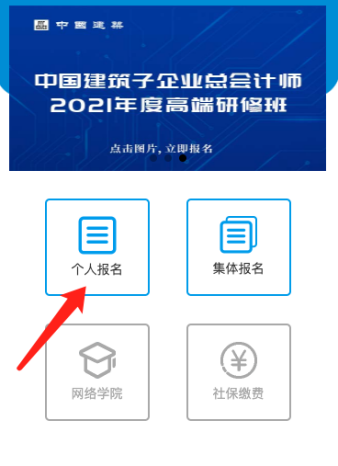 中国建筑
中国建筑子企业总会计师
2021年度高端研修班
点击图片，立即报名
个人报名
集体报名
网络学院
社保缴费